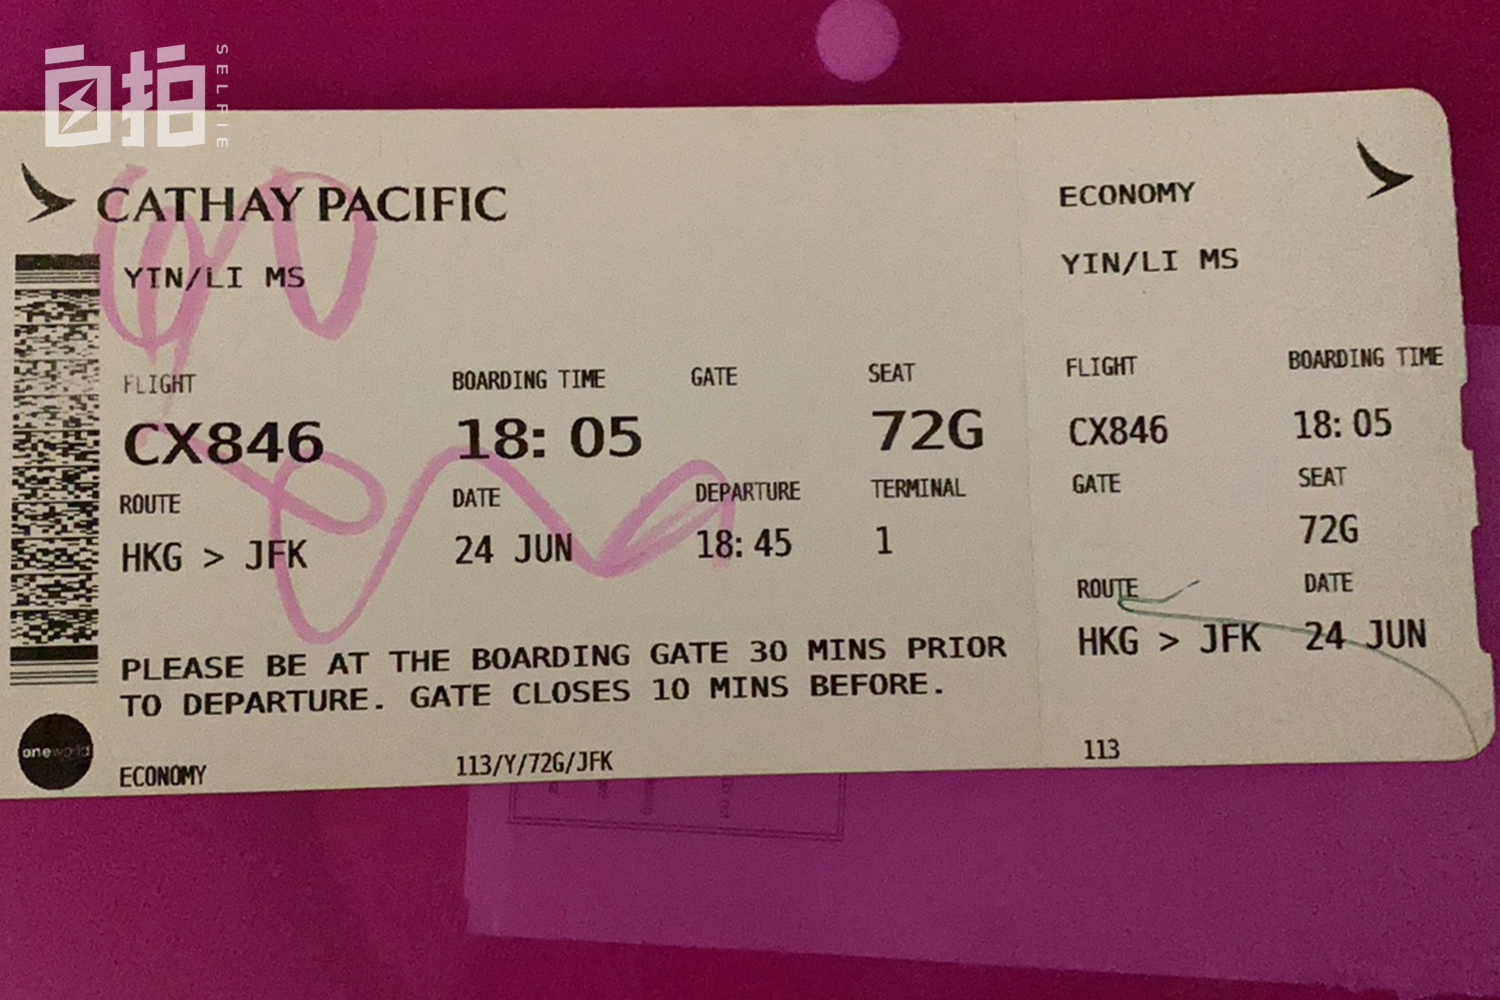 自拍
SELFIE
CATHAY PACIFIC
YIN/LI MS
FLIGHT BOARDING TIME GATE SEAT
CX846 18:05 72G
ROUTE DATE DEPARTURE TERMINAL
HKG > JFK 24 JUN 18:45 1
PLEASE BE AT THE BOARDING GATE 30 MINS PRIOR
TO DEPARTURE. GATE CLOSES 10 MINS BEFORE.
oneworld
ECONOMY 113/Y/72G/JFK
ECONOMY
YIN/LI MS
FLIGHT BOARDING TIME
CX846 18:05
GATE SEAT
72G
ROUTE DATE
HKG > JFK 24 JUN
113